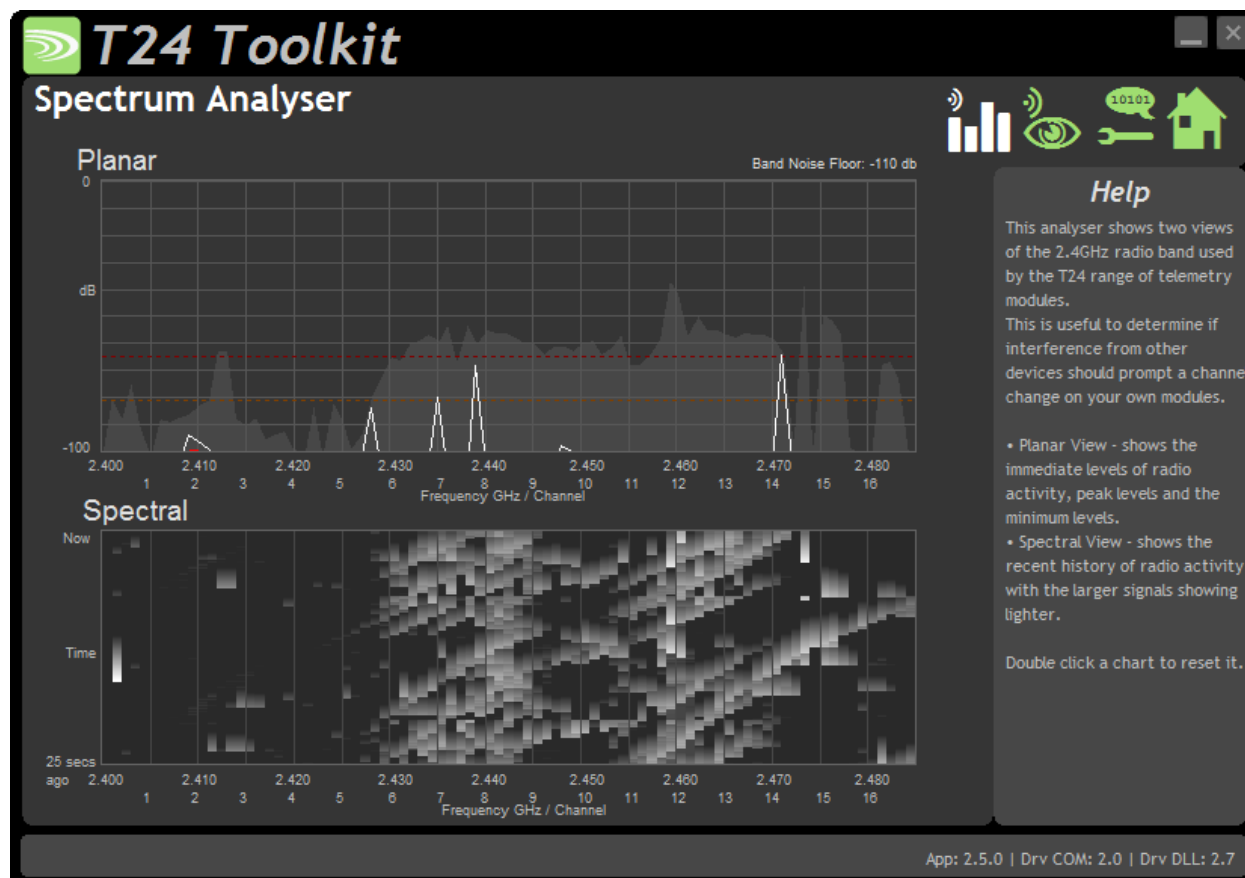 T24 Toolkit
Spectrum Analyser
10101
Planar
Band Noise Floor: -110 db
0
dB
-100
2.400 2.410 2.420 2.430 2.440 2.450 2.460 2.470 2.480
1 2 3 4 5 6 7 8 9 10 11 12 13 14 15 16
Frequency GHz / Channel
Spectral
Now
Time
25 secs
ago
2.400 2.410 2.420 2.430 2.440 2.450 2.460 2.470 2.480
1 2 3 4 5 6 7 8 9 10 11 12 13 14 15 16
Frequency GHz / Channel
Help
This analyser shows two views
of the 2.4GHz radio band used
by the T24 range of telemetry
modules.
This is useful to determine if
interference from other
devices should prompt a channe
change on your own modules.
• Planar View - shows the
immediate levels of radio
activity, peak levels and the
minimum levels.
• Spectral View - shows the
recent history of radio activity
with the larger signals showing
lighter.
Double click a chart to reset it.
App: 2.5.0 | Drv COM: 2.0 | Drv DLL: 2.7